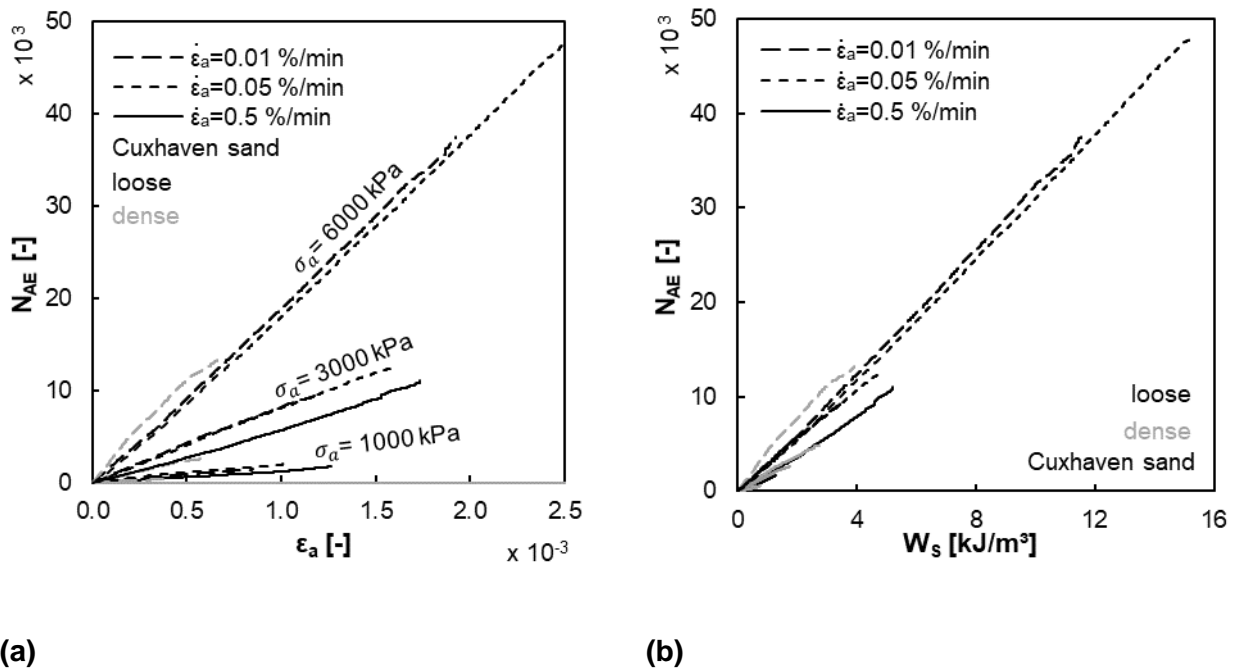 50
x 10³
40
30
20
10
0
N_AE [-]
ε̇a=0.01 %/min
ε̇a=0.05 %/min
ε̇a=0.5 %/min
Cuxhaven sand
loose
dense
σₐ= 6000 kPa
σₐ= 3000 kPa
σₐ= 1000 kPa
0.0 0.5 1.0 1.5 2.0 2.5
εₐ [-] x 10⁻³
(a)
50
x 10³
40
30
20
10
0
N_AE [-]
ε̇a=0.01 %/min
ε̇a=0.05 %/min
ε̇a=0.5 %/min
loose
dense
Cuxhaven sand
0 4 8 12 16
W_S [kJ/m³]
(b)